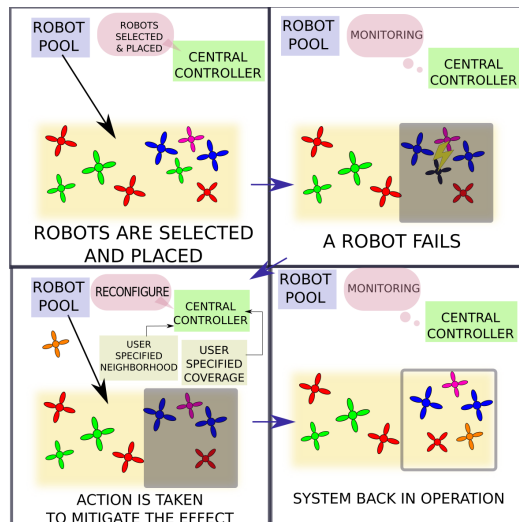 ROBOT
POOL
ROBOTS
SELECTED
& PLACED
CENTRAL
CONTROLLER
ROBOTS ARE SELECTED
AND PLACED
ROBOT
POOL
MONITORING
CENTRAL
CONTROLLER
A ROBOT FAILS
ROBOT
POOL
RECONFIGURE
CENTRAL
CONTROLLER
USER
SPECIFIED
NEIGHBORHOOD
USER
SPECIFIED
COVERAGE
ACTION IS TAKEN
TO MITIGATE THE EFFECT
ROBOT
POOL
MONITORING
CENTRAL
CONTROLLER
SYSTEM BACK IN OPERATION